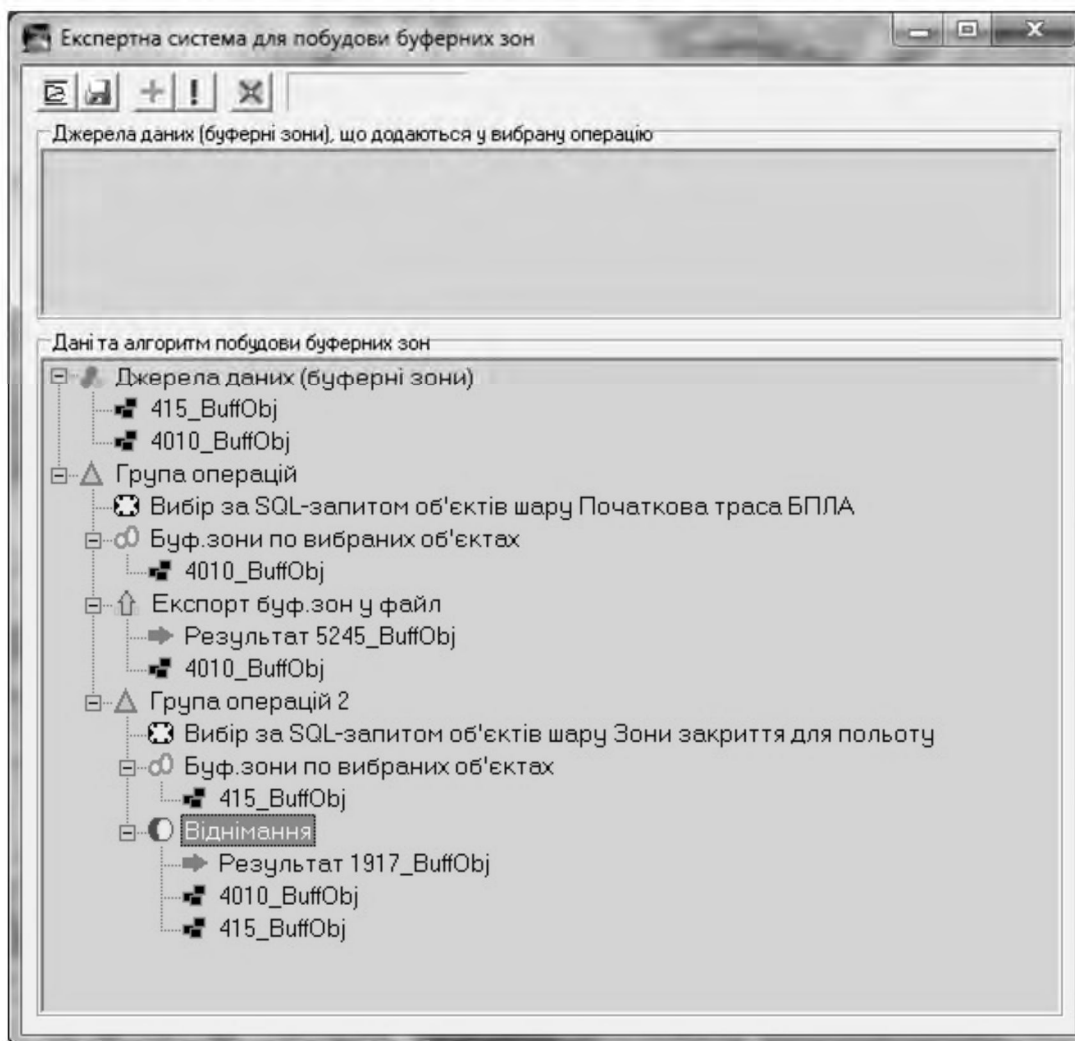 Експертна система для побудови буферних зон
Джерела даних (буферні зони), що додаються у вибрану операцію
Дані та алгоритм побудови буферних зон
Джерела даних (буферні зони)
415_BuffObj
4010_BuffObj
Група операцій
Вибір за SQL-запитом об'єктів шару Початкова траса БПЛА
Буф.зони по вибраних об'єктах
4010_BuffObj
Експорт буф.зон у файл
Результат 5245_BuffObj
4010_BuffObj
Група операцій 2
Вибір за SQL-запитом об'єктів шару Зони закриття для польоту
Буф.зони по вибраних об'єктах
415_BuffObj
Віднімання
Результат 1917_BuffObj
4010_BuffObj
415_BuffObj